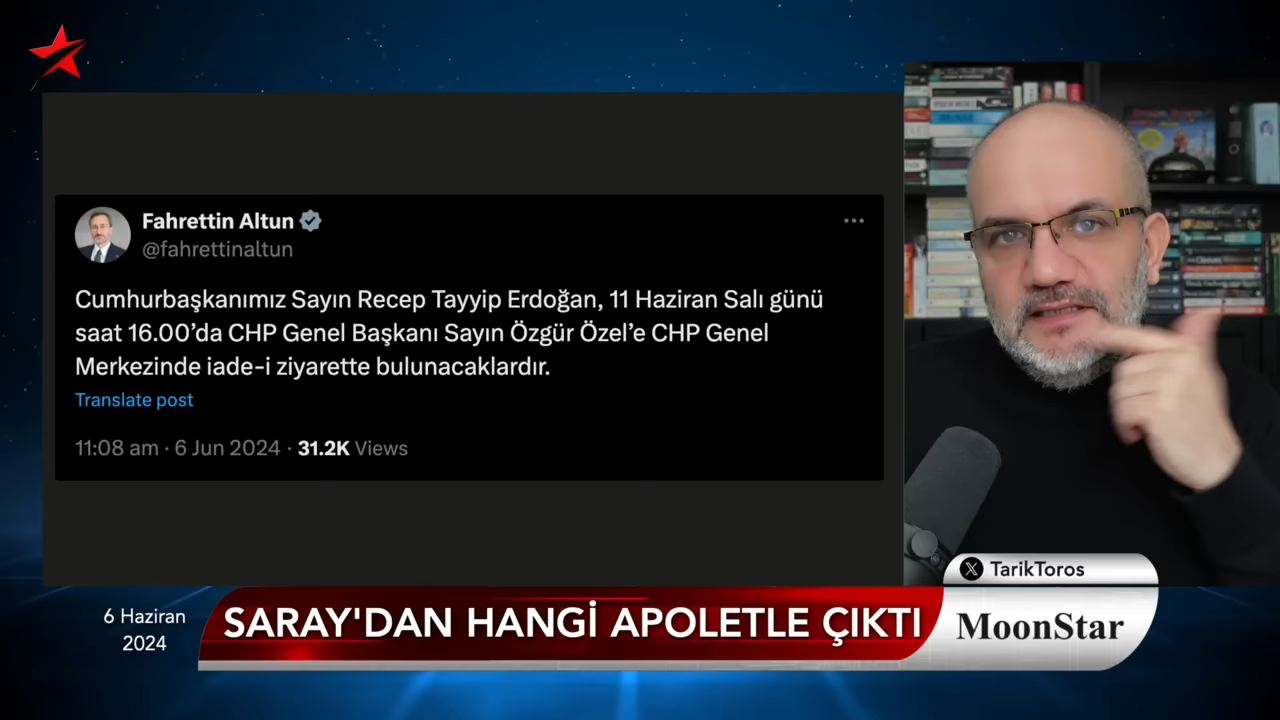 Fahrettin Altun
@fahrettinaltun
Cumhurbaşkanımız Sayın Recep Tayyip Erdoğan, 11 Haziran Salı günü
saat 16.00’da CHP Genel Başkanı Sayın Özgür Özel’e CHP Genel
Merkezinde iade-i ziyarette bulunacaklardır.
Translate post
11:08 am · 6 Jun 2024 · 31.2K Views
TarikToros
6 Haziran
2024
SARAY'DAN HANGİ APOLETLE ÇIKTI
MoonStar